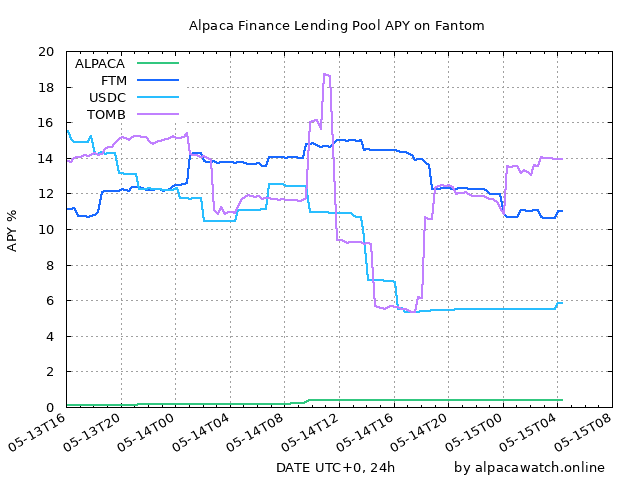 Alpaca Finance Lending Pool APY on Fantom
20
18
16
14
12
10
8
6
4
2
0
APY %
ALPACA
FTM
USDC
TOMB
05-13T16
05-13T20
05-14T00
05-14T04
05-14T08
05-14T12
05-14T16
05-14T20
05-15T00
05-15T04
05-15T08
DATE UTC+0, 24h
by alpacawatch.online